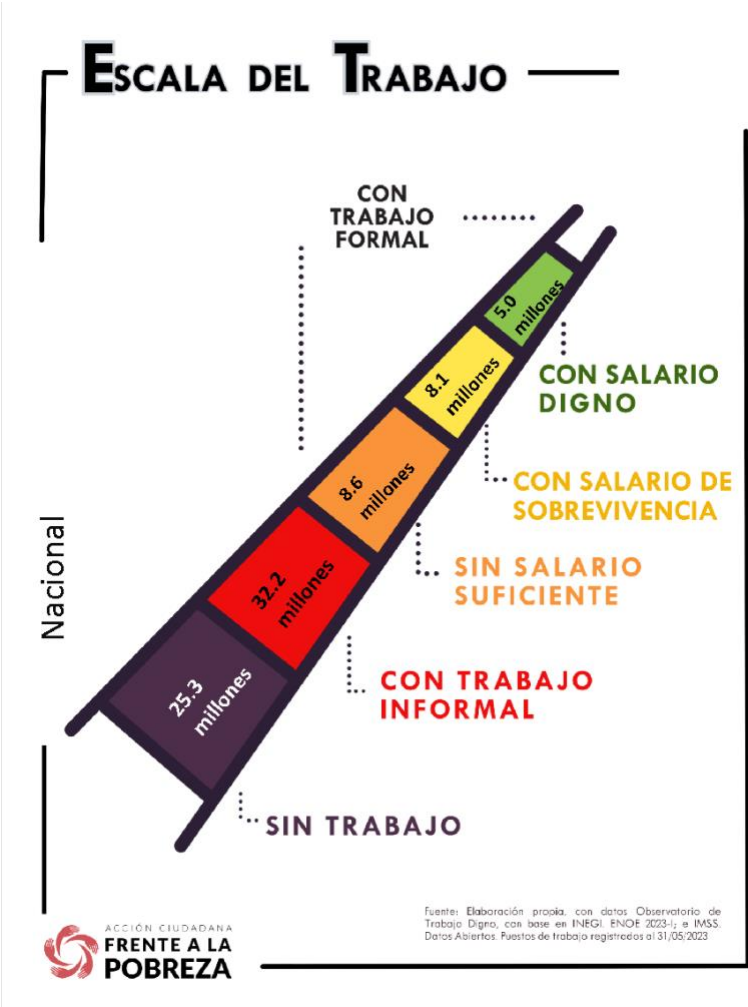 ESCALA DEL TRABAJO
CON
TRABAJO
FORMAL
5.0
millones
CON SALARIO
DIGNO
8.1
millones
CON SALARIO DE
SOBREVIVENCIA
8.6
millones
SIN SALARIO
SUFICIENTE
Nacional
32.2
millones
CON TRABAJO
INFORMAL
25.3
millones
SIN TRABAJO
Fuente: Elaboración propia, con datos Observatorio de
Trabajo Digno, con base en INEGI. ENOE 2023-I, e IMSS.
Datos Abiertos. Puestos de trabajo registrados al 31/05/2023
ACCIÓN CIUDADANA
FRENTE A LA
POBREZA